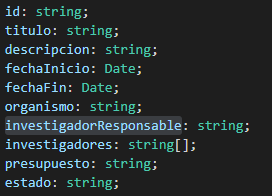 id: string;
titulo: string;
descripcion: string;
fechaInicio: Date;
fechaFin: Date;
organismo: string;
investigadorResponsable: string;
investigadores: string[];
presupuesto: string;
estado: string;